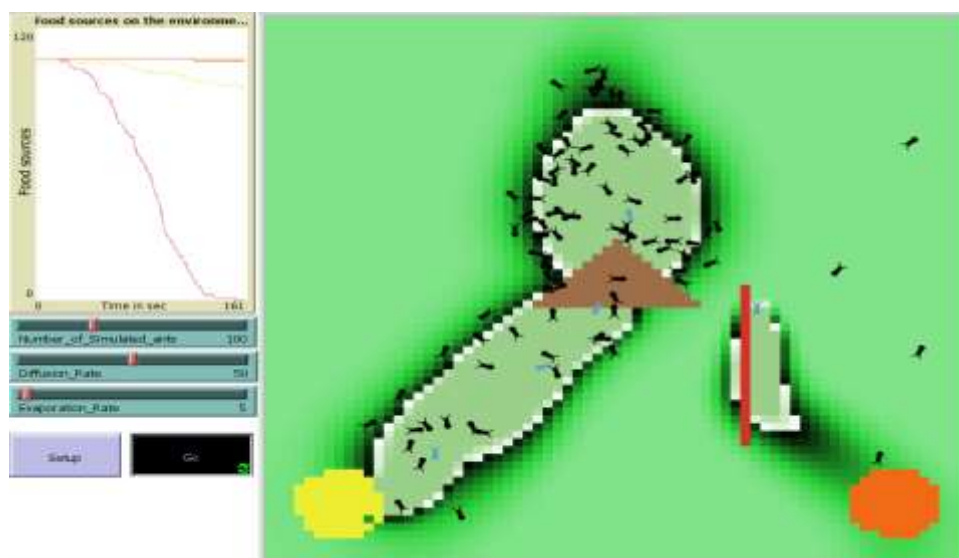 Food sources on the environme...
120
Food sources
0
0 Time in sec 161
Number_of_Simulated_ants 100
Diffusion_Rate 50
Evaporation_Rate 5
Setup
Go